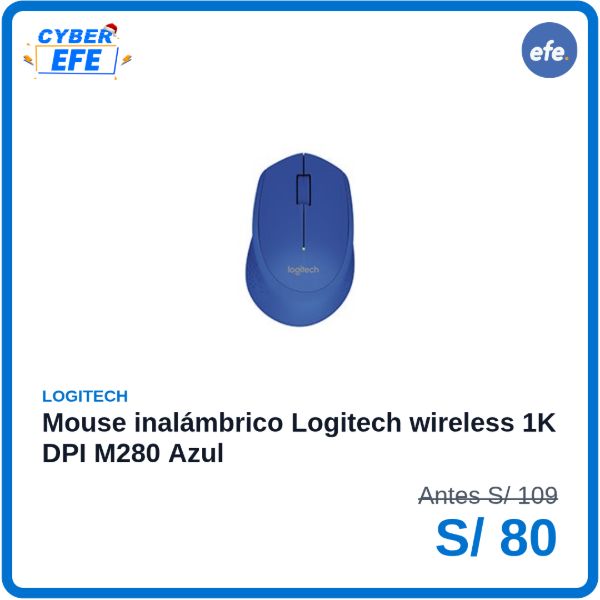 CYBER
EFE
efe.
logitech
LOGITECH
Mouse inalámbrico Logitech wireless 1K
DPI M280 Azul
Antes S/ 109
S/ 80